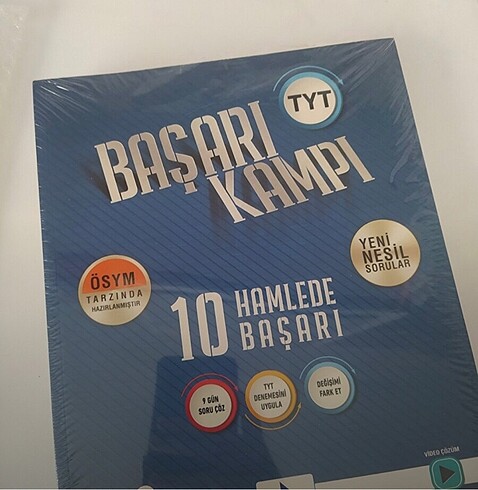 TYT
BAŞARI
KAMPI
YENİ
NESİL
SORULAR
ÖSYM
TARZINDA
HAZIRLANMIŞTIR
10 HAMLEDE
BAŞARI
9 GÜN
SORU ÇÖZ
TYT
DENEMESİNİ
UYGULA
DEĞİŞİMİ
FARK ET
VİDEO ÇÖZÜM